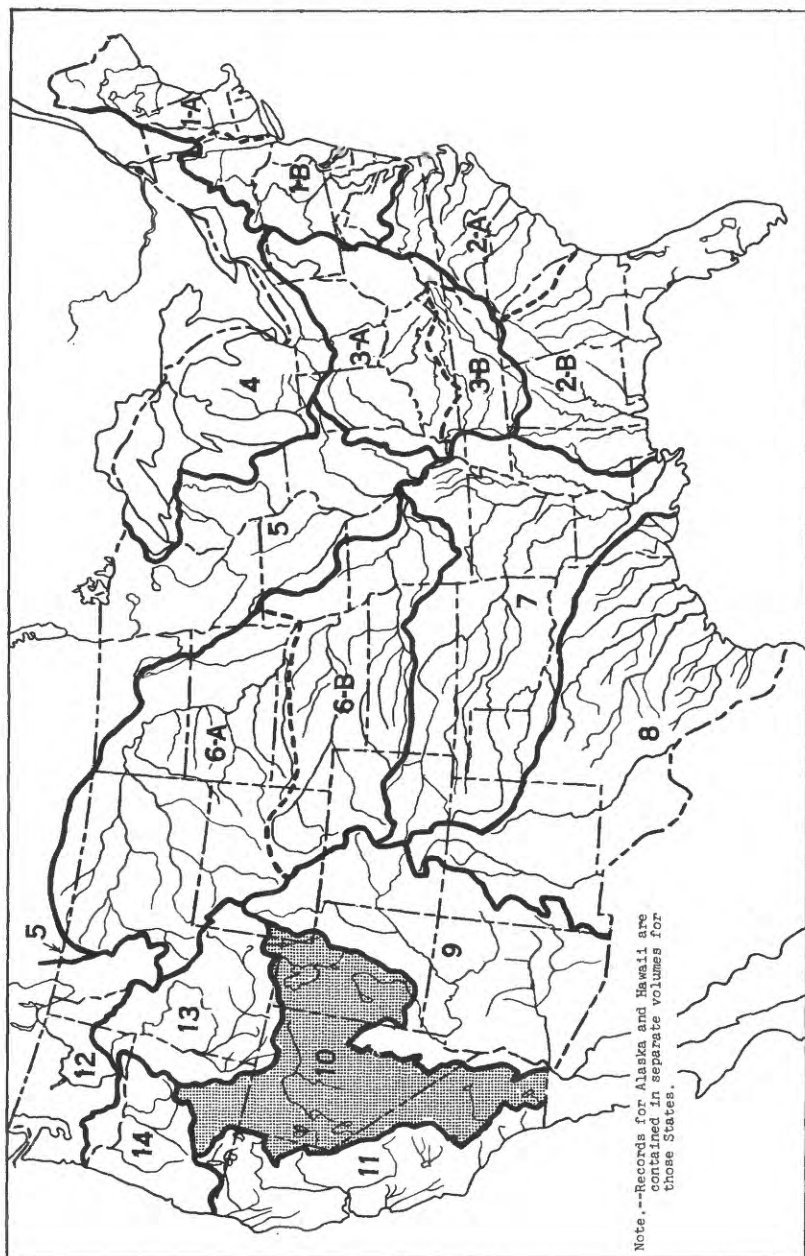 1-A
1-B
2-A
2-B
3-A
3-B
4
5
5
6-A
6-B
7
8
9
10
11
12
13
14
Note.--Records for Alaska and Hawaii are
contained in separate volumes for
those States.